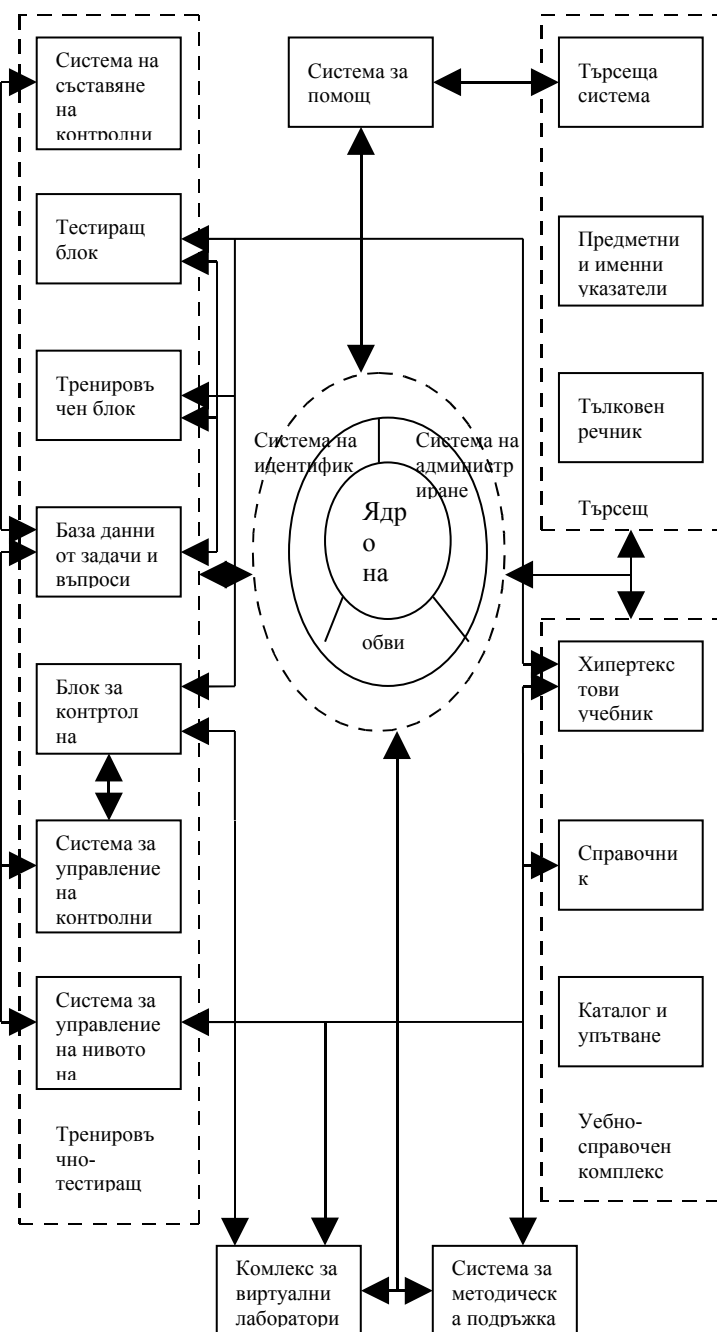 Система на
съставяне
на
контролни
Тестиращ
блок
Тренировъ
чен блок
База данни
от задачи и
въпроси
Блок за
контртол
на
Система за
управление
на
контролни
Система за
управление
на нивото
на
Тренировъ
чно-
тестиращ
Система за
помощ
Система на
идентифик
Система на
администр
иране
Ядр
о
на
обви
Търсеща
система
Предметни
и именни
указатели
Тълковен
речник
Търсещ
Хипертекс
тови
учебник
Справочни
к
Каталог и
упътване
Уебно-
справочен
комплекс
Комлекс за
виртуални
лаборатори
Система за
методическ
а подръжка